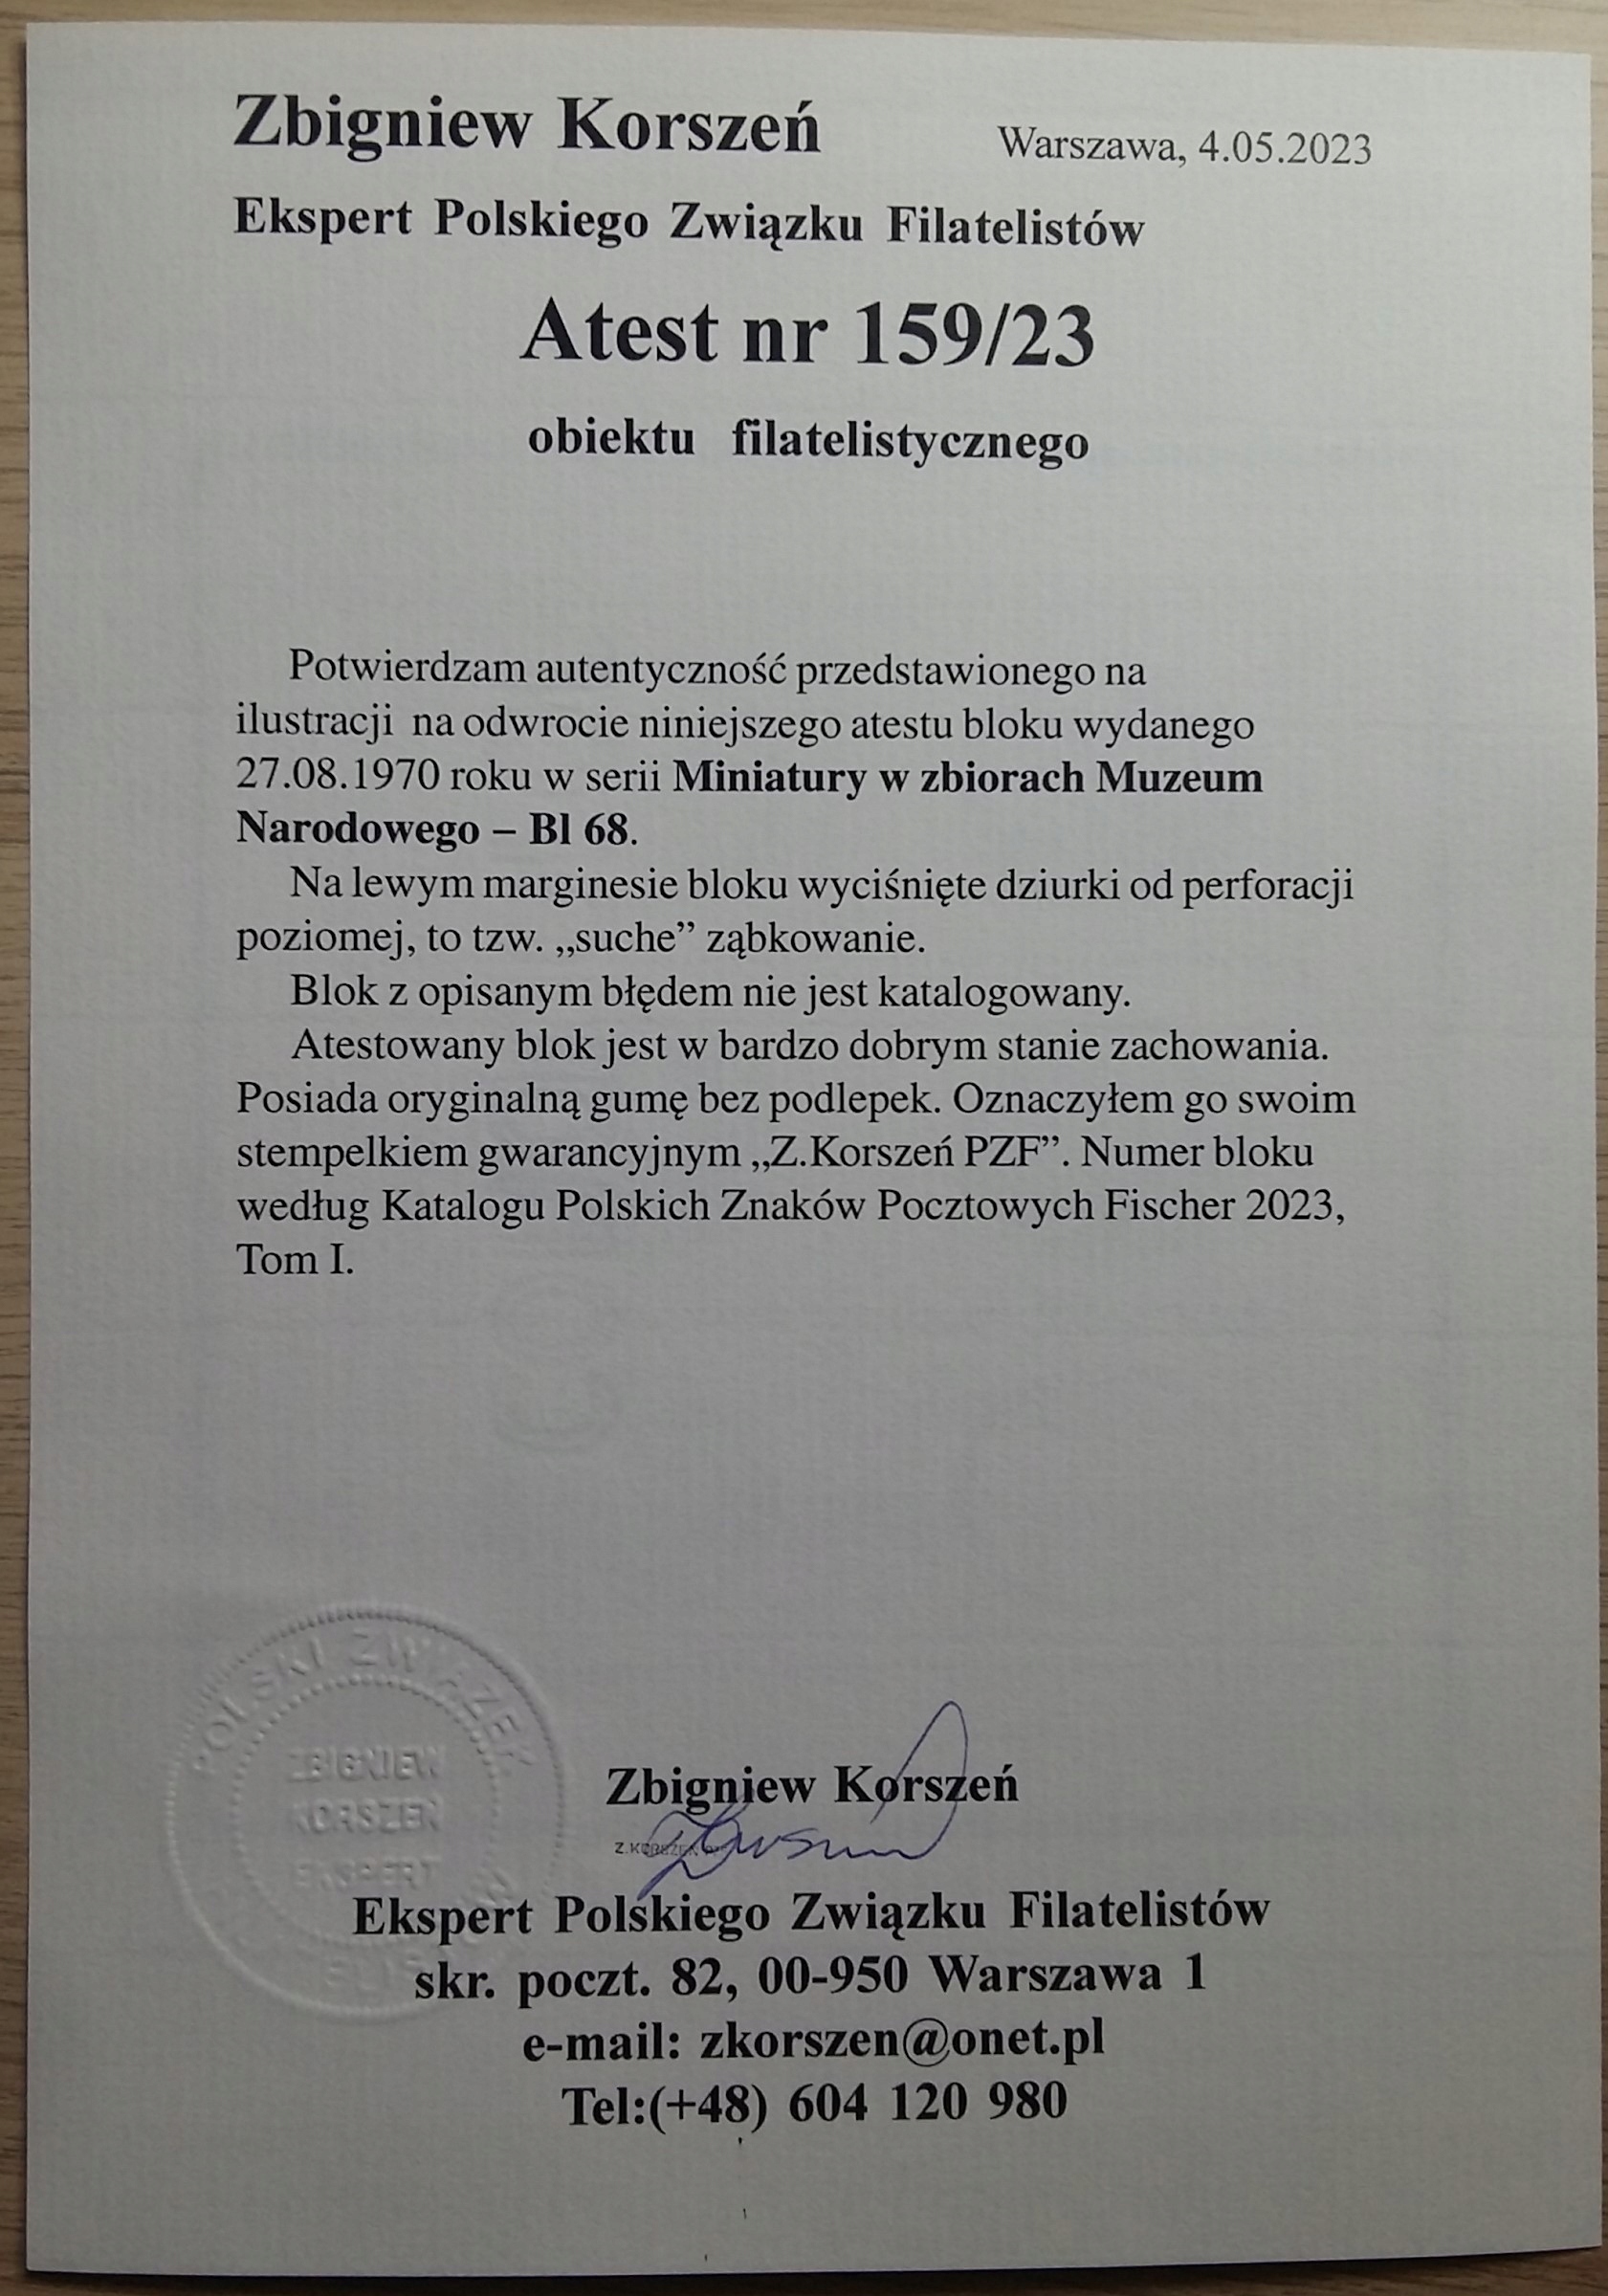 Zbigniew Korszeń
Warszawa, 4.05.2023
Ekspert Polskiego Związku Filatelistów
Atest nr 159/23
obiektu filatelistycznego
Potwierdzam autentyczność przedstawionego na
ilustracji na odwrocie niniejszego atestu bloku wydanego
27.08.1970 roku w serii Miniatury w zbiorach Muzeum
Narodowego – Bl 68.
Na lewym marginesie bloku wyciśnięte dziurki od perforacji
poziomej, to tzw. „suche” ząbkowanie.
Blok z opisanym błędem nie jest katalogowany.
Atestowany blok jest w bardzo dobrym stanie zachowania.
Posiada oryginalną gumę bez podlepek. Oznaczyłem go swoim
stempelkiem gwarancyjnym „Z.Korszeń PZF”. Numer bloku
według Katalogu Polskich Znaków Pocztowych Fischer 2023,
Tom I.
POLSKI ZWIĄZEK
ZBIGNIEW
KORSZEŃ
EKSPERT
Zbigniew Korszeń
Z.KORSZEŃ
Ekspert Polskiego Związku Filatelistów
skr. poczt. 82, 00-950 Warszawa 1
e-mail: zkorszen@onet.pl
Tel:(+48) 604 120 980